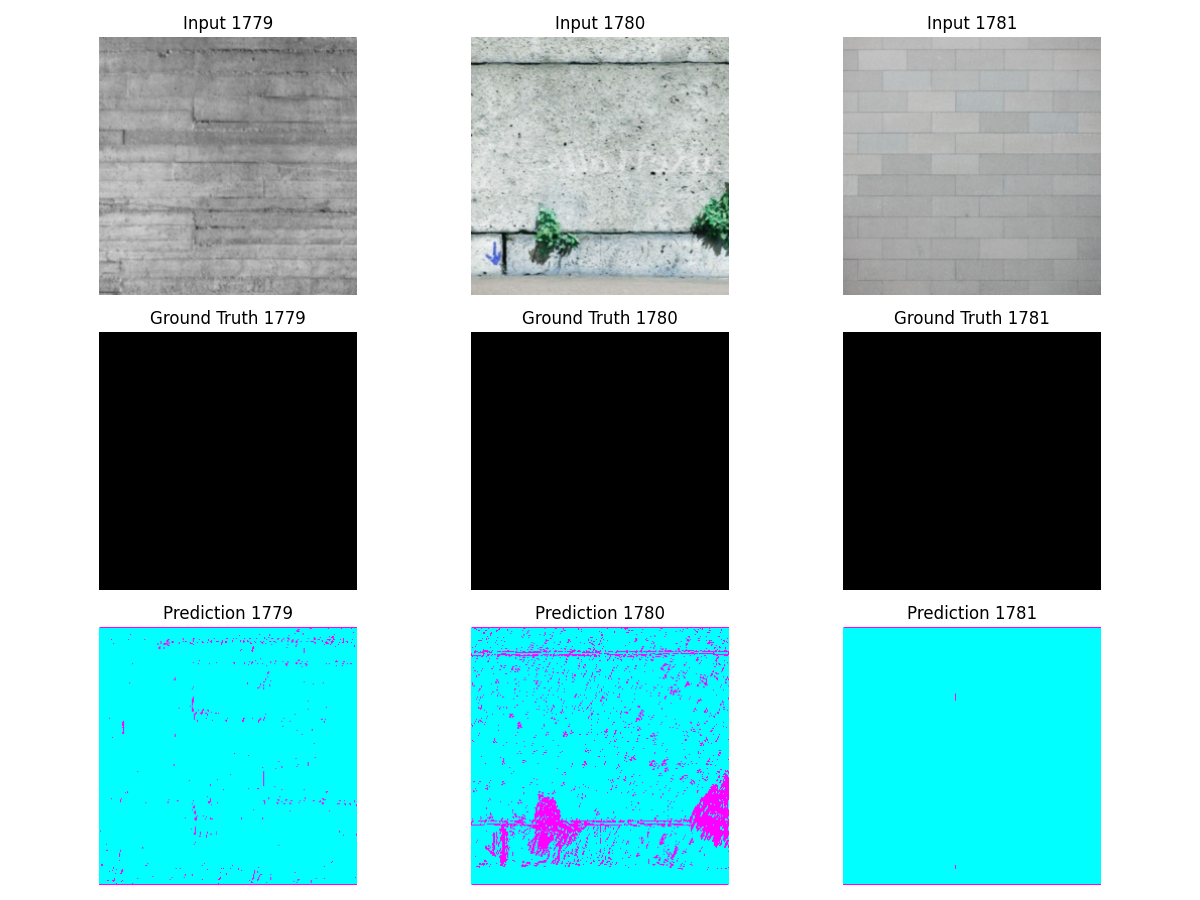 Input 1779
Input 1780
Input 1781
Ground Truth 1779
Ground Truth 1780
Ground Truth 1781
Prediction 1779
Prediction 1780
Prediction 1781